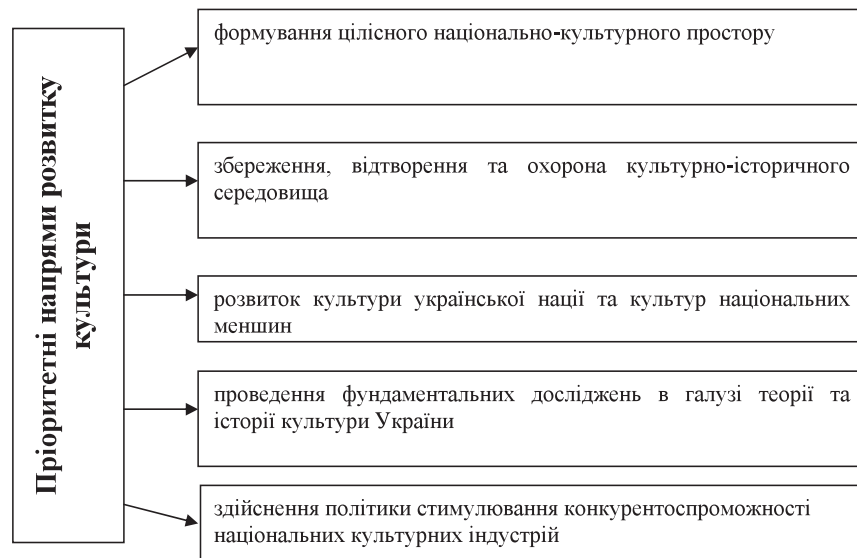 Пріоритетні напрями розвитку
культури
формування цілісного національно-культурного простору
збереження, відтворення та охорона культурно-історичного
середовища
розвиток культури української нації та культур національних
меншин
проведення фундаментальних досліджень в галузі теорії та
історії культури України
здійснення політики стимулювання конкурентоспроможності
національних культурних індустрій